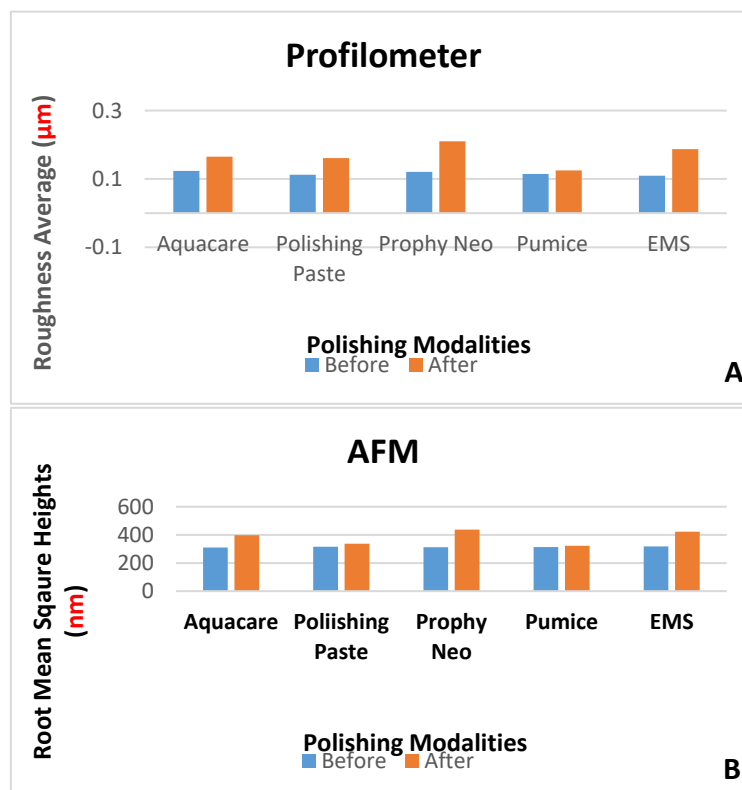 Profilometer
Roughness Average (μm)
0.3
0.1
-0.1
Aquacare
Polishing
Paste
Prophy Neo
Pumice
EMS
Polishing Modalities
Before
After
A
AFM
Root Mean Sqaure Heights
(nm)
600
400
200
0
Aquacare
Poliishing
Paste
Prophy
Neo
Pumice
EMS
Polishing Modalities
Before
After
B